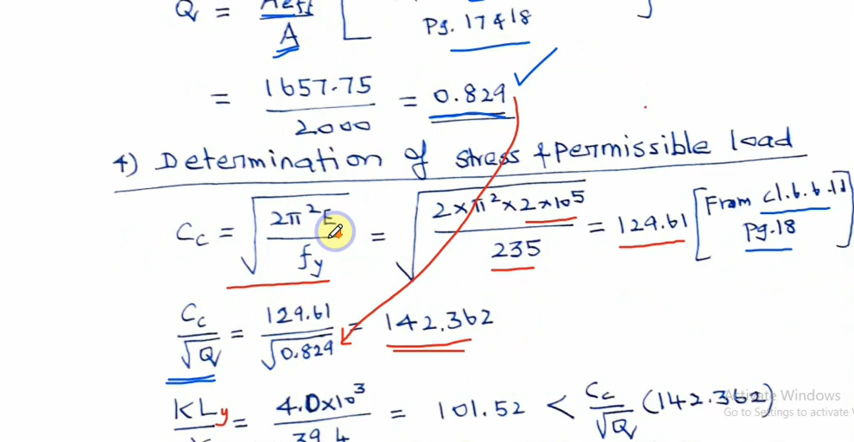 Q = Aeff / A [ Pg. 17 & 18 ]
= 1657.75 / 2000 = 0.829
4) Determination of stress & permissible load
Cc = √(2π²E / fy) = √(2×π²×2×10⁵ / 235) = 129.61 [From cl.6.6.1.1 Pg.18]
Cc / √Q = 129.61 / √0.829 = 142.362
KLy = 4.0×10³ / 39.4 = 101.52 < Cc / √Q (142.362)
Activate Windows
Go to Settings to activate